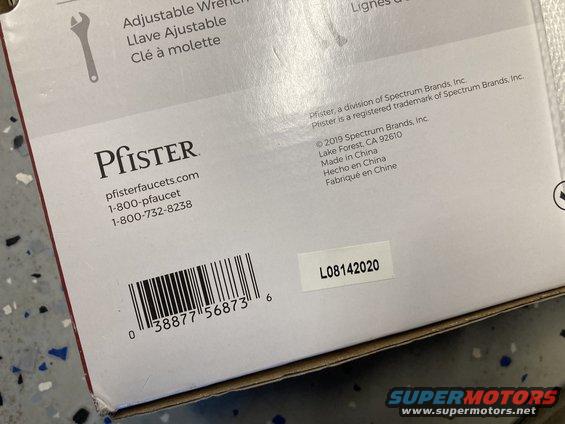 Adjustable Wrench
Llave Ajustable
Clé à molette
Lignes d'
PFISTER
pfisterfaucets.com
1-800-pfaucet
1-800-732-8238
Pfister, a division of Spectrum Brands, Inc.
Pfister is a registered trademark of Spectrum Brands, Inc.
© 2019 Spectrum Brands, Inc.
Lake Forest, CA 92610
Made in China
Hecho en China
Fabriqué en Chine
L08142020
0 38877 56873 6
SUPERMOTORS
www.supermotors.net